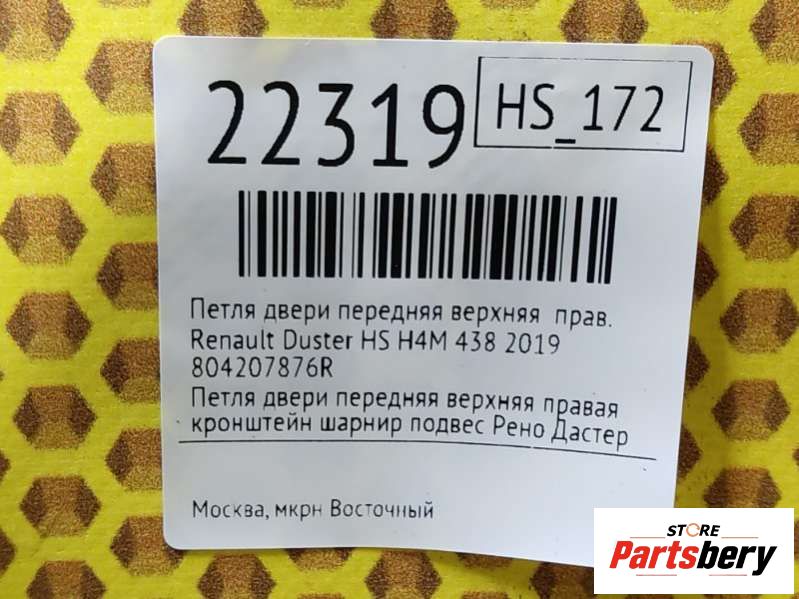 22319
HS_172
Петля двери передняя верхняя прав.
Renault Duster HS H4M 438 2019
804207876R
Петля двери передняя верхняя правая
кронштейн шарнир подвес Рено Дастер
Москва, мкрн Восточный
STORE
Partsbery